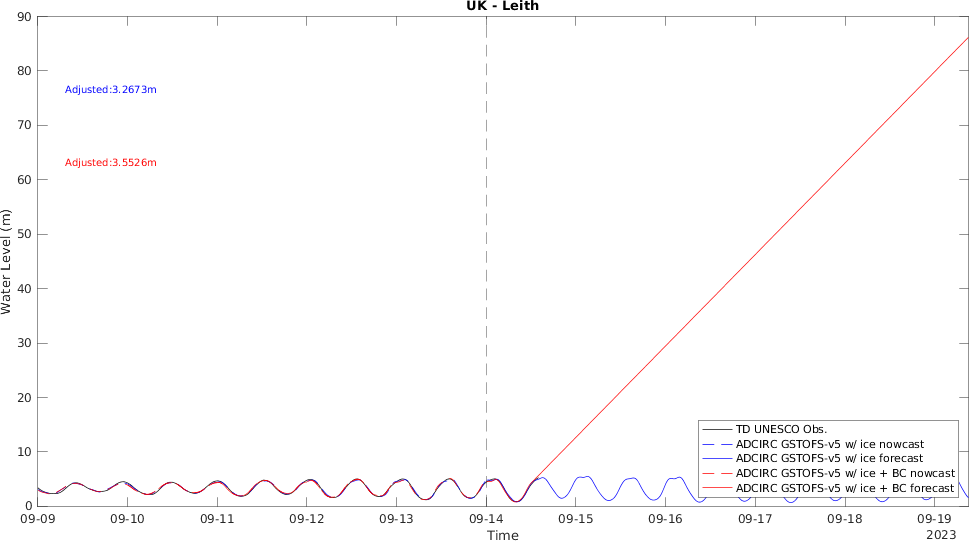 UK - Leith
90
80
70
60
50
40
30
20
10
0
Water Level (m)
Adjusted:3.2673m
Adjusted:3.5526m
TD UNESCO Obs.
ADCIRC GSTOFS-v5 w/ ice nowcast
ADCIRC GSTOFS-v5 w/ ice forecast
ADCIRC GSTOFS-v5 w/ ice + BC nowcast
ADCIRC GSTOFS-v5 w/ ice + BC forecast
09-09 09-10 09-11 09-12 09-13 09-14 09-15 09-16 09-17 09-18 09-19
Time
2023